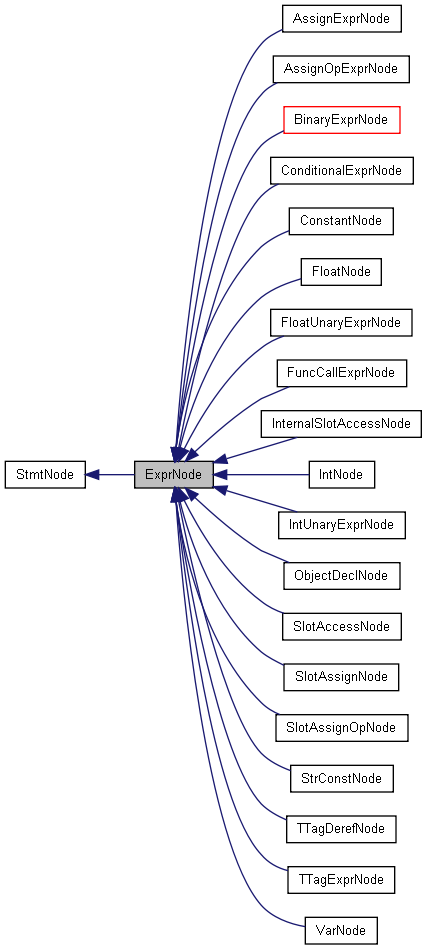 AssignExprNode
AssignOpExprNode
BinaryExprNode
ConditionalExprNode
ConstantNode
FloatNode
FloatUnaryExprNode
FuncCallExprNode
InternalSlotAccessNode
StmtNode
ExprNode
IntNode
IntUnaryExprNode
ObjectDeclNode
SlotAccessNode
SlotAssignNode
SlotAssignOpNode
StrConstNode
TTagDerefNode
TTagExprNode
VarNode